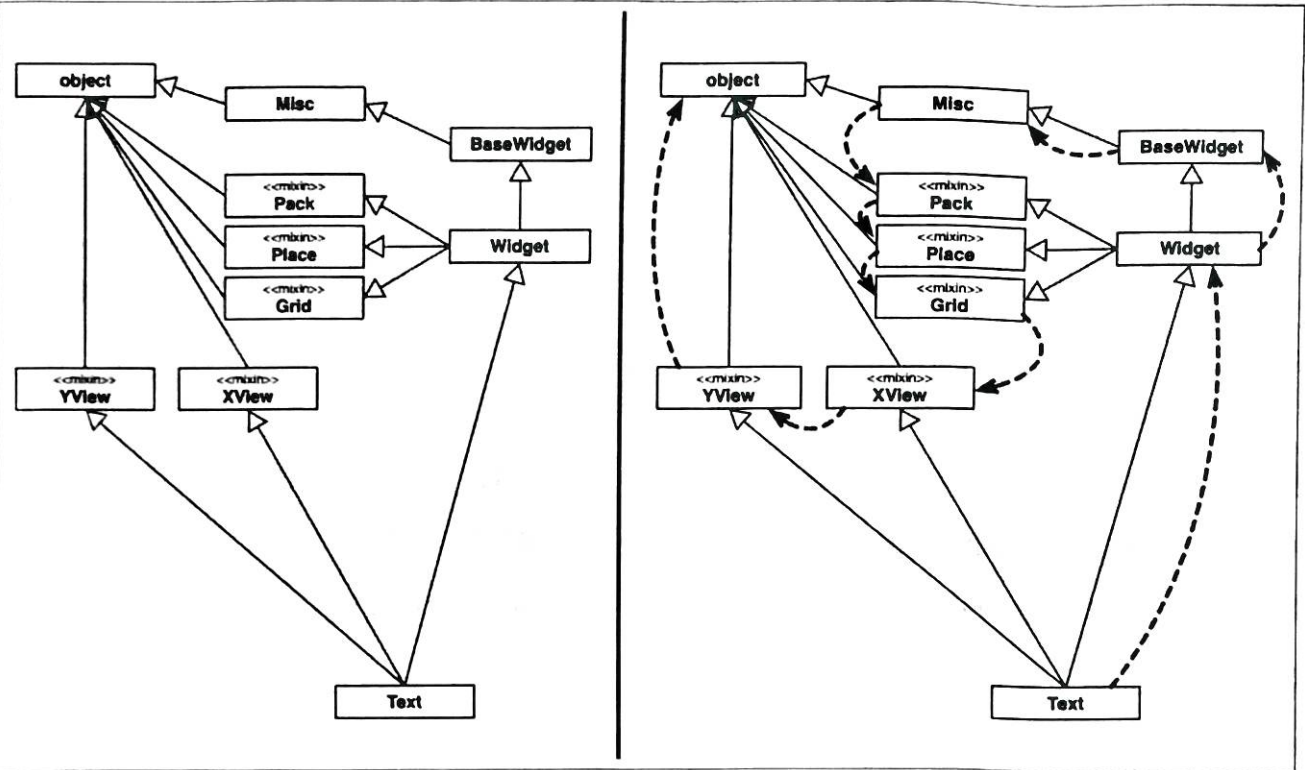 object
Misc
BaseWidget
<<mixin>>
Pack
<<mixin>>
Place
<<mixin>>
Grid
Widget
<<mixin>>
YView
<<mixin>>
XView
Text
object
Misc
BaseWidget
<<mixin>>
Pack
<<mixin>>
Place
<<mixin>>
Grid
Widget
<<mixin>>
YView
<<mixin>>
XView
Text